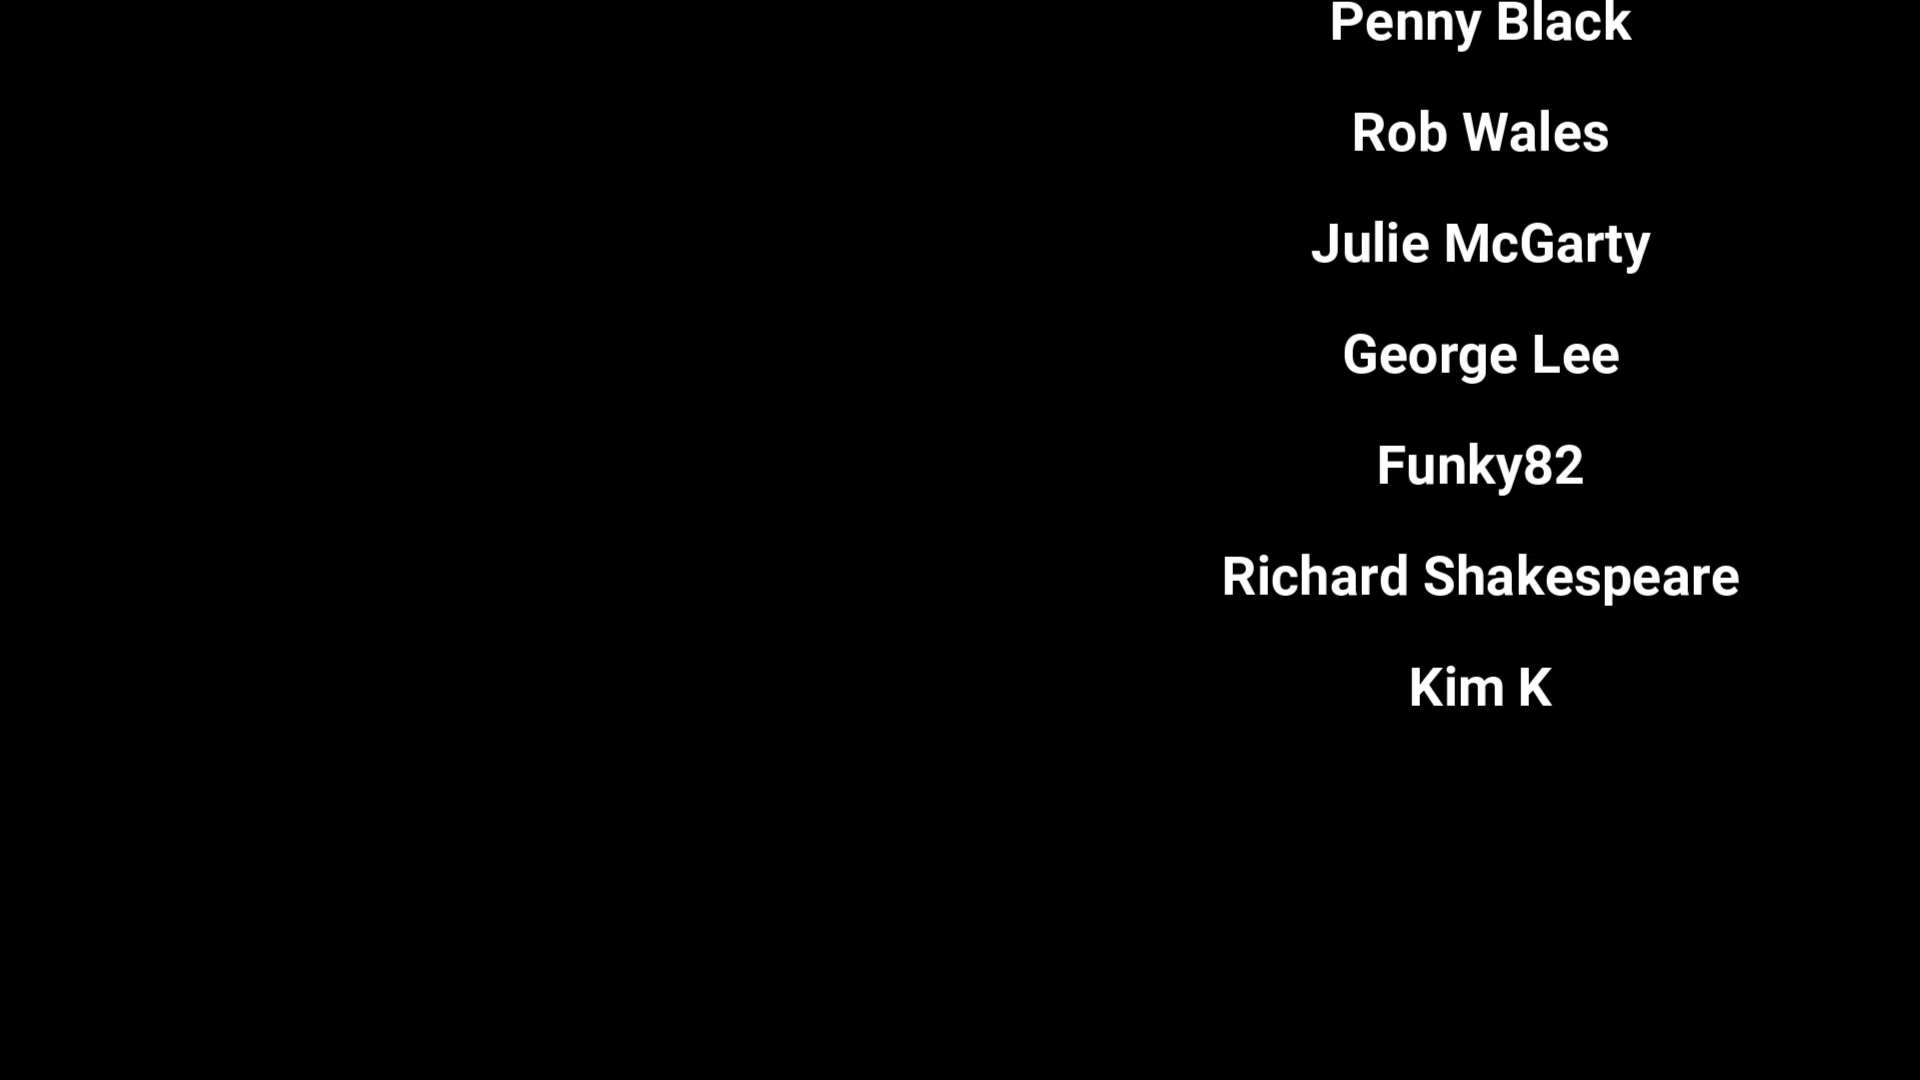 Penny Black
Rob Wales
Julie McGarty
George Lee
Funky82
Richard Shakespeare
Kim K